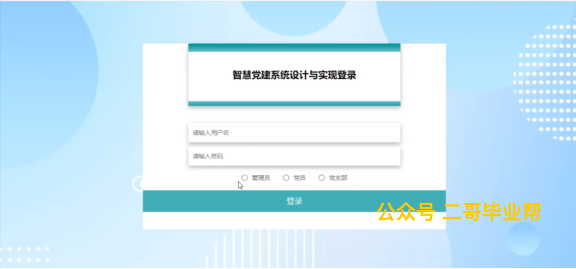 智慧党建系统设计与实现登录
请输入用户名
请输入密码
管理员 党员 党支部
登录
公众号 二哥毕业帮